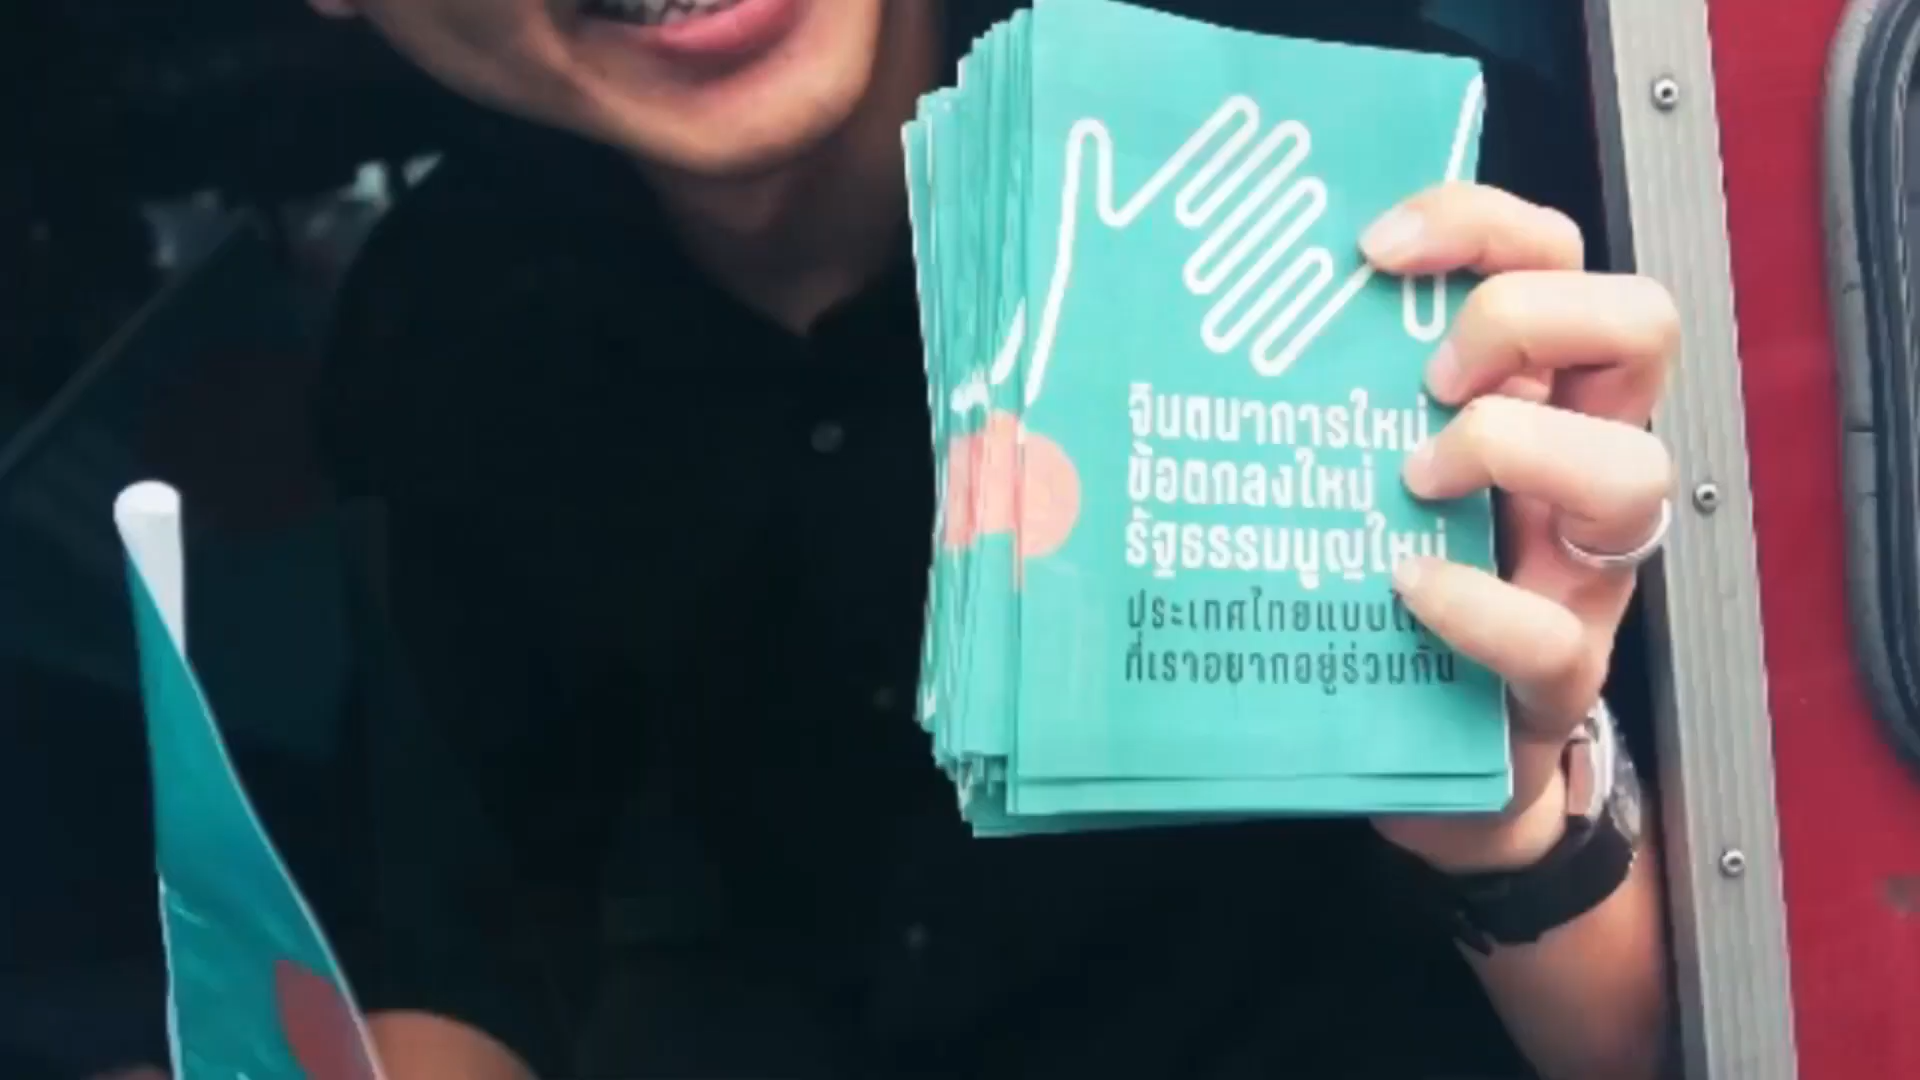 จินตนาการใหม่
ข้อตกลงใหม่
รัฐธรรมนูญใหม่
ประเทศไทยแบบ
ที่เราอยากอยู่ร่วมกัน